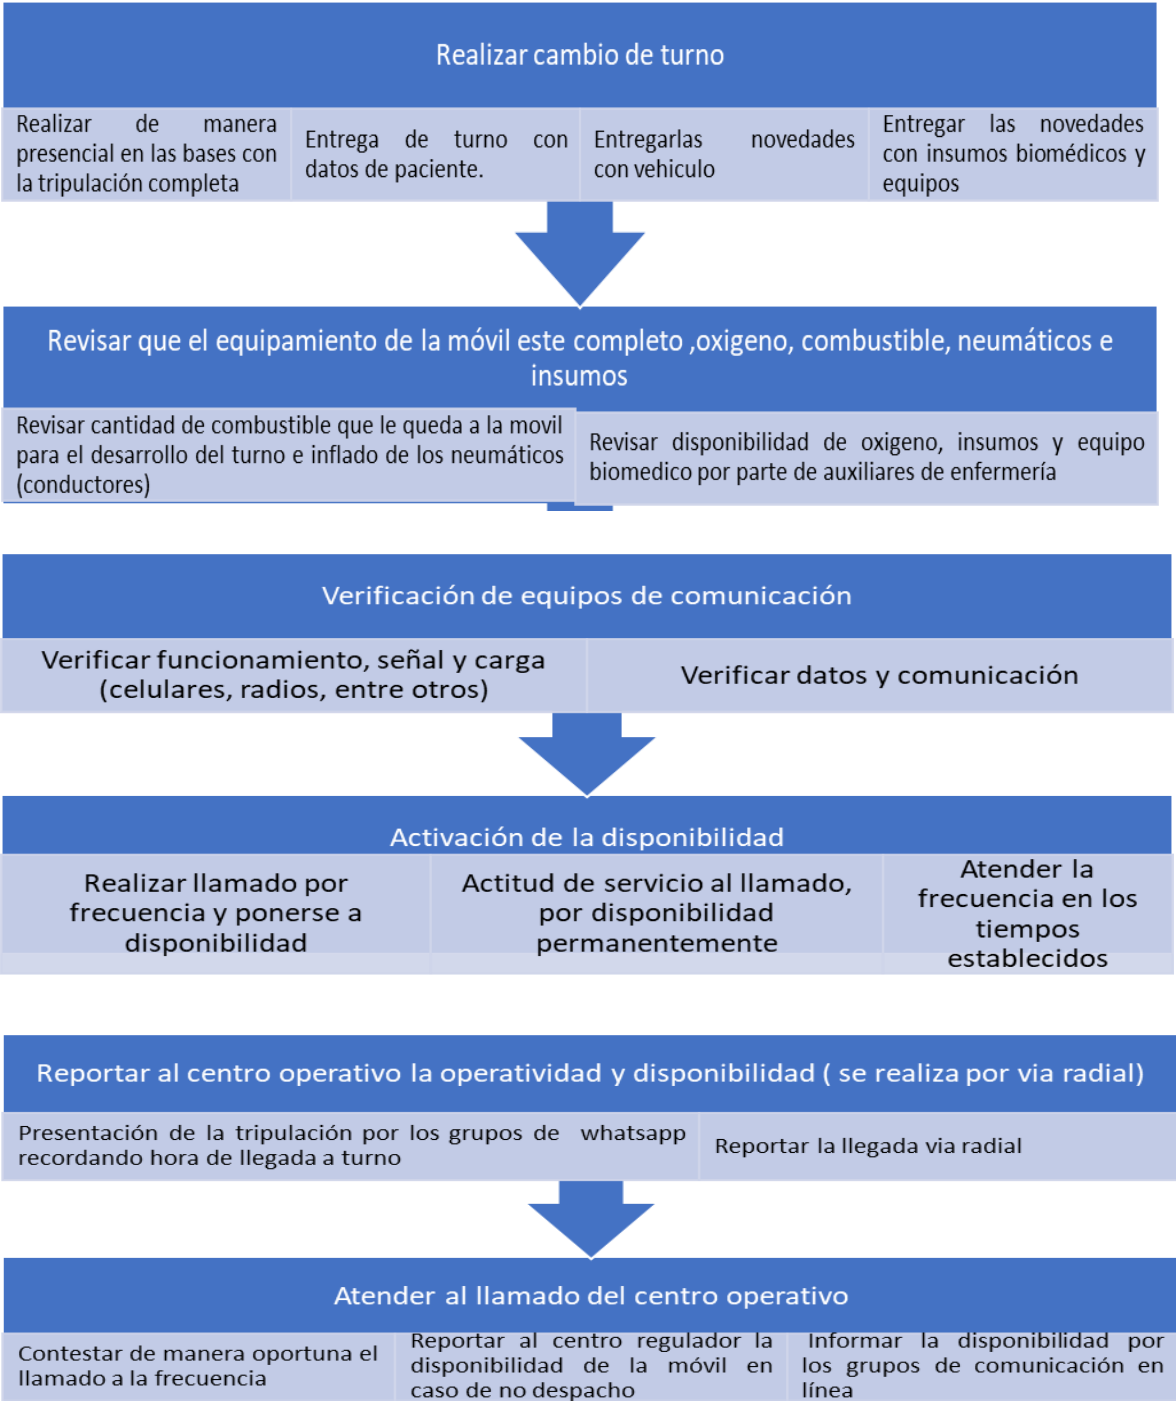 Realizar cambio de turno
Realizar de manera
presencial en las bases con
la tripulación completa
Entrega de turno con
datos de paciente.
Entregarlas novedades
con vehiculo
Entregar las novedades
con insumos biomédicos y
equipos
Revisar que el equipamiento de la móvil este completo ,oxigeno, combustible, neumáticos e
insumos
Revisar cantidad de combustible que le queda a la movil
para el desarrollo del turno e inflado de los neumáticos
(conductores)
Revisar disponibilidad de oxigeno, insumos y equipo
biomedico por parte de auxiliares de enfermería
Verificación de equipos de comunicación
Verificar funcionamiento, señal y carga
(celulares, radios, entre otros)
Verificar datos y comunicación
Activación de la disponibilidad
Realizar llamado por
frecuencia y ponerse a
disponibilidad
Actitud de servicio al llamado,
por disponibilidad
permanentemente
Atender la
frecuencia en los
tiempos
establecidos
Reportar al centro operativo la operatividad y disponibilidad ( se realiza por via radial)
Presentación de la tripulación por los grupos de whatsapp
recordando hora de llegada a turno
Reportar la llegada via radial
Atender al llamado del centro operativo
Contestar de manera oportuna el
llamado a la frecuencia
Reportar al centro regulador la
disponibilidad de la móvil en
caso de no despacho
Informar la disponibilidad por
los grupos de comunicación en
línea